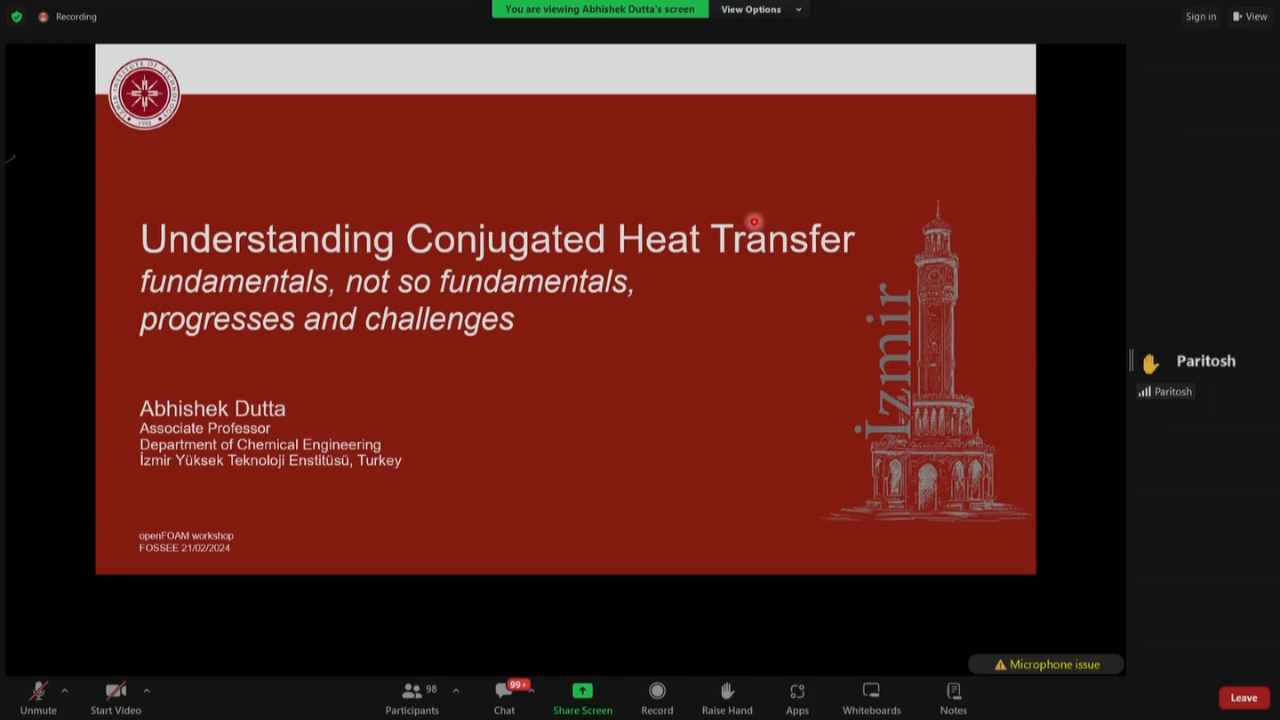 Recording
You are viewing Abhishek Dutta's screen
View Options
Sign in
View
Understanding Conjugated Heat Transfer
fundamentals, not so fundamentals,
progresses and challenges
İzmir
Abhishek Dutta
Associate Professor
Department of Chemical Engineering
İzmir Yüksek Teknoloji Enstitüsü, Turkey
openFOAM workshop
FOSSEE 21/02/2024
Paritosh
Paritosh
Microphone issue
Unmute
Start Video
98
Participants
99+
Chat
Share Screen
Record
Raise Hand
Apps
Whiteboards
Notes
Leave